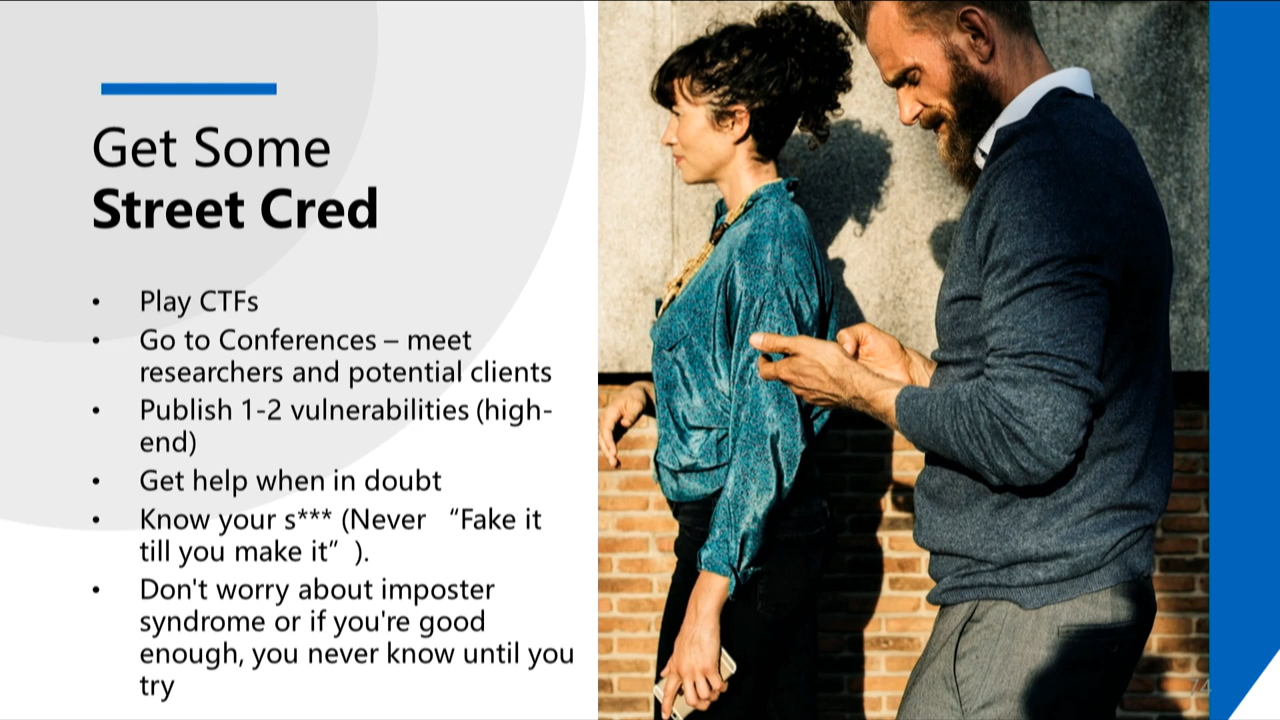 Get Some
Street Cred
• Play CTFs
• Go to Conferences – meet
researchers and potential clients
• Publish 1-2 vulnerabilities (high-
end)
• Get help when in doubt
• Know your s*** (Never “Fake it
till you make it” ).
• Don't worry about imposter
syndrome or if you're good
enough, you never know until you
try
74